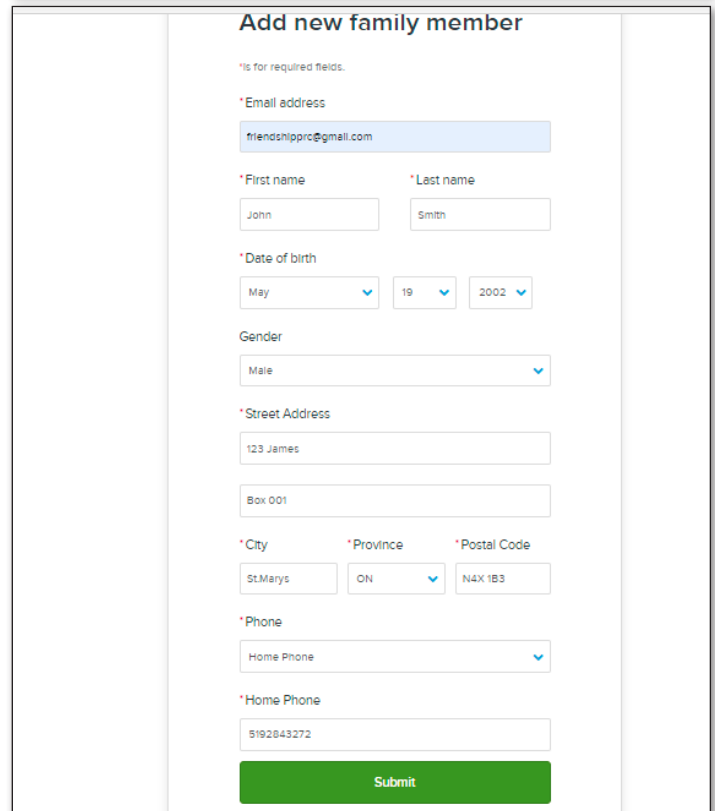 Add new family member
*is for required fields.
*Email address
friendshipprc@gmail.com
*First name *Last name
John Smith
*Date of birth
May 19 2002
Gender
Male
*Street Address
123 James
Box 001
*City *Province *Postal Code
St.Marys ON N4X 1B3
*Phone
Home Phone
*Home Phone
5192843272
Submit